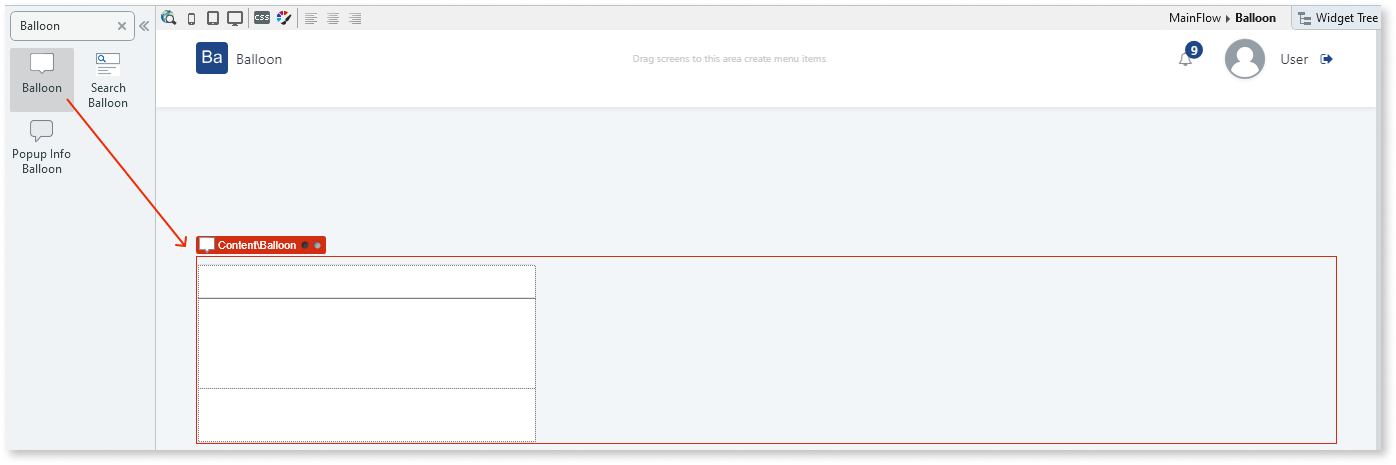 Balloon
css
MainFlow Balloon
Widget Tree
Balloon
Search
Balloon
Popup Info
Balloon
Ba
Balloon
Drag screens to this area create menu items
9
User
Content\Balloon